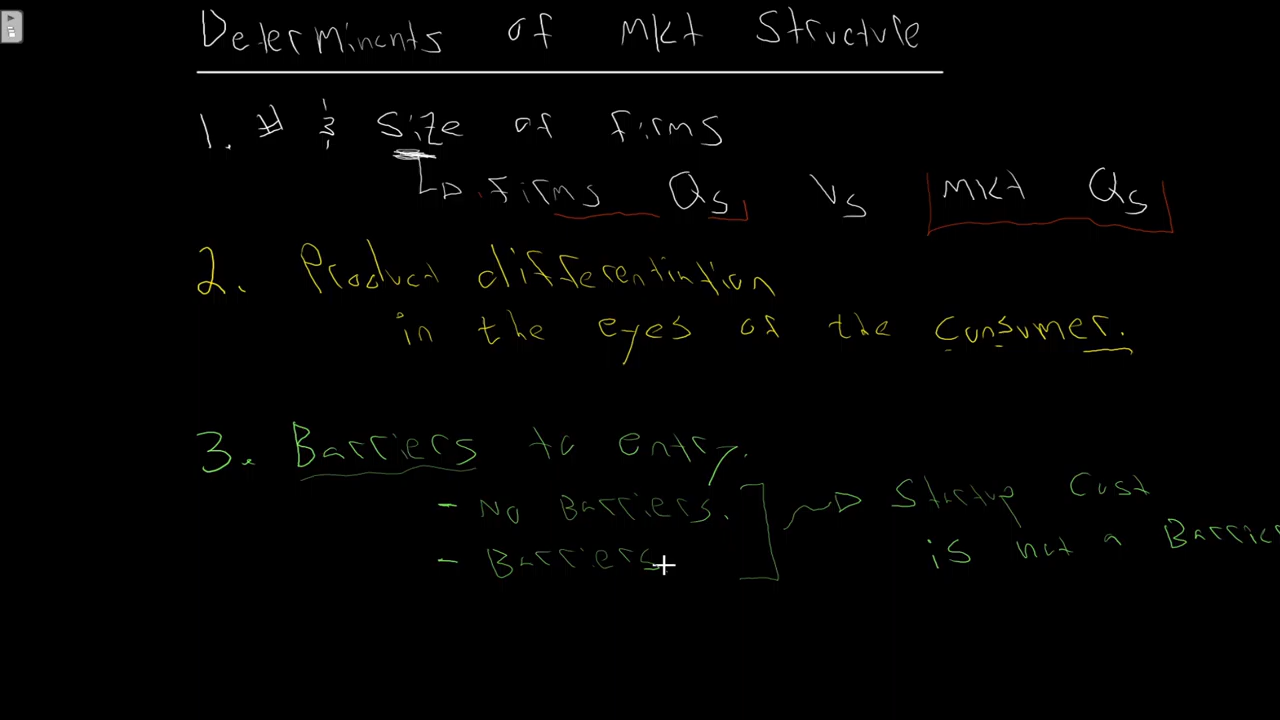 Determinants of Mkt Structure
1. # & size of firms
firms Qs Vs Mkt Qs
2. Product differentintion
in the eyes of the Consumer.
3. Barriers to entry.
- No Barriers.
- Barriers
Startup Cost
is not a Barrier